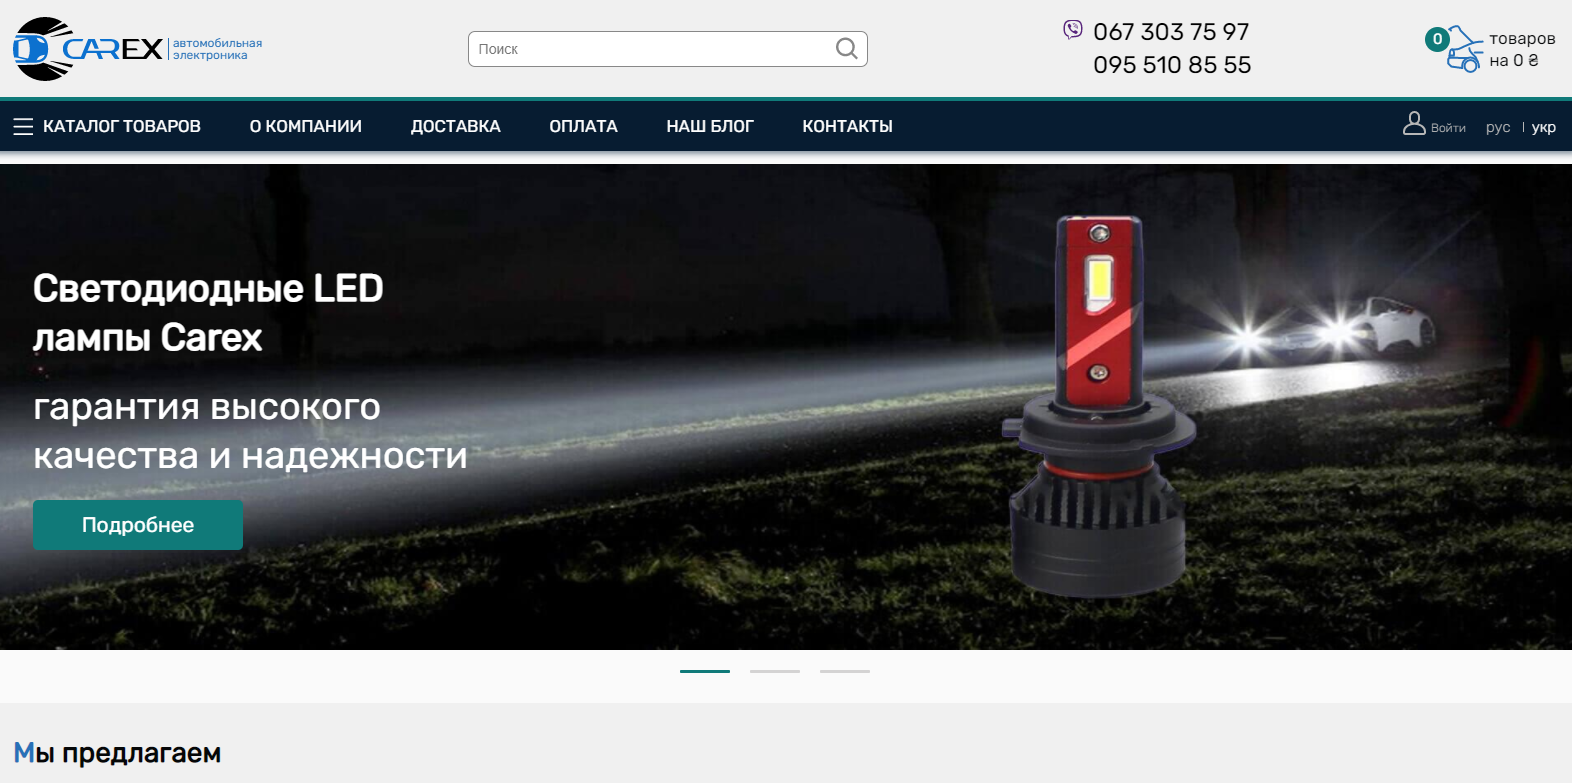 CAREX
автомобильная
электроника
Поиск
067 303 75 97
095 510 85 55
0
товаров
на 0 ₴
КАТАЛОГ ТОВАРОВ
О КОМПАНИИ
ДОСТАВКА
ОПЛАТА
НАШ БЛОГ
КОНТАКТЫ
Войти
рус
укр
Светодиодные LED
лампы Carex
гарантия высокого
качества и надежности
Подробнее
Мы предлагаем